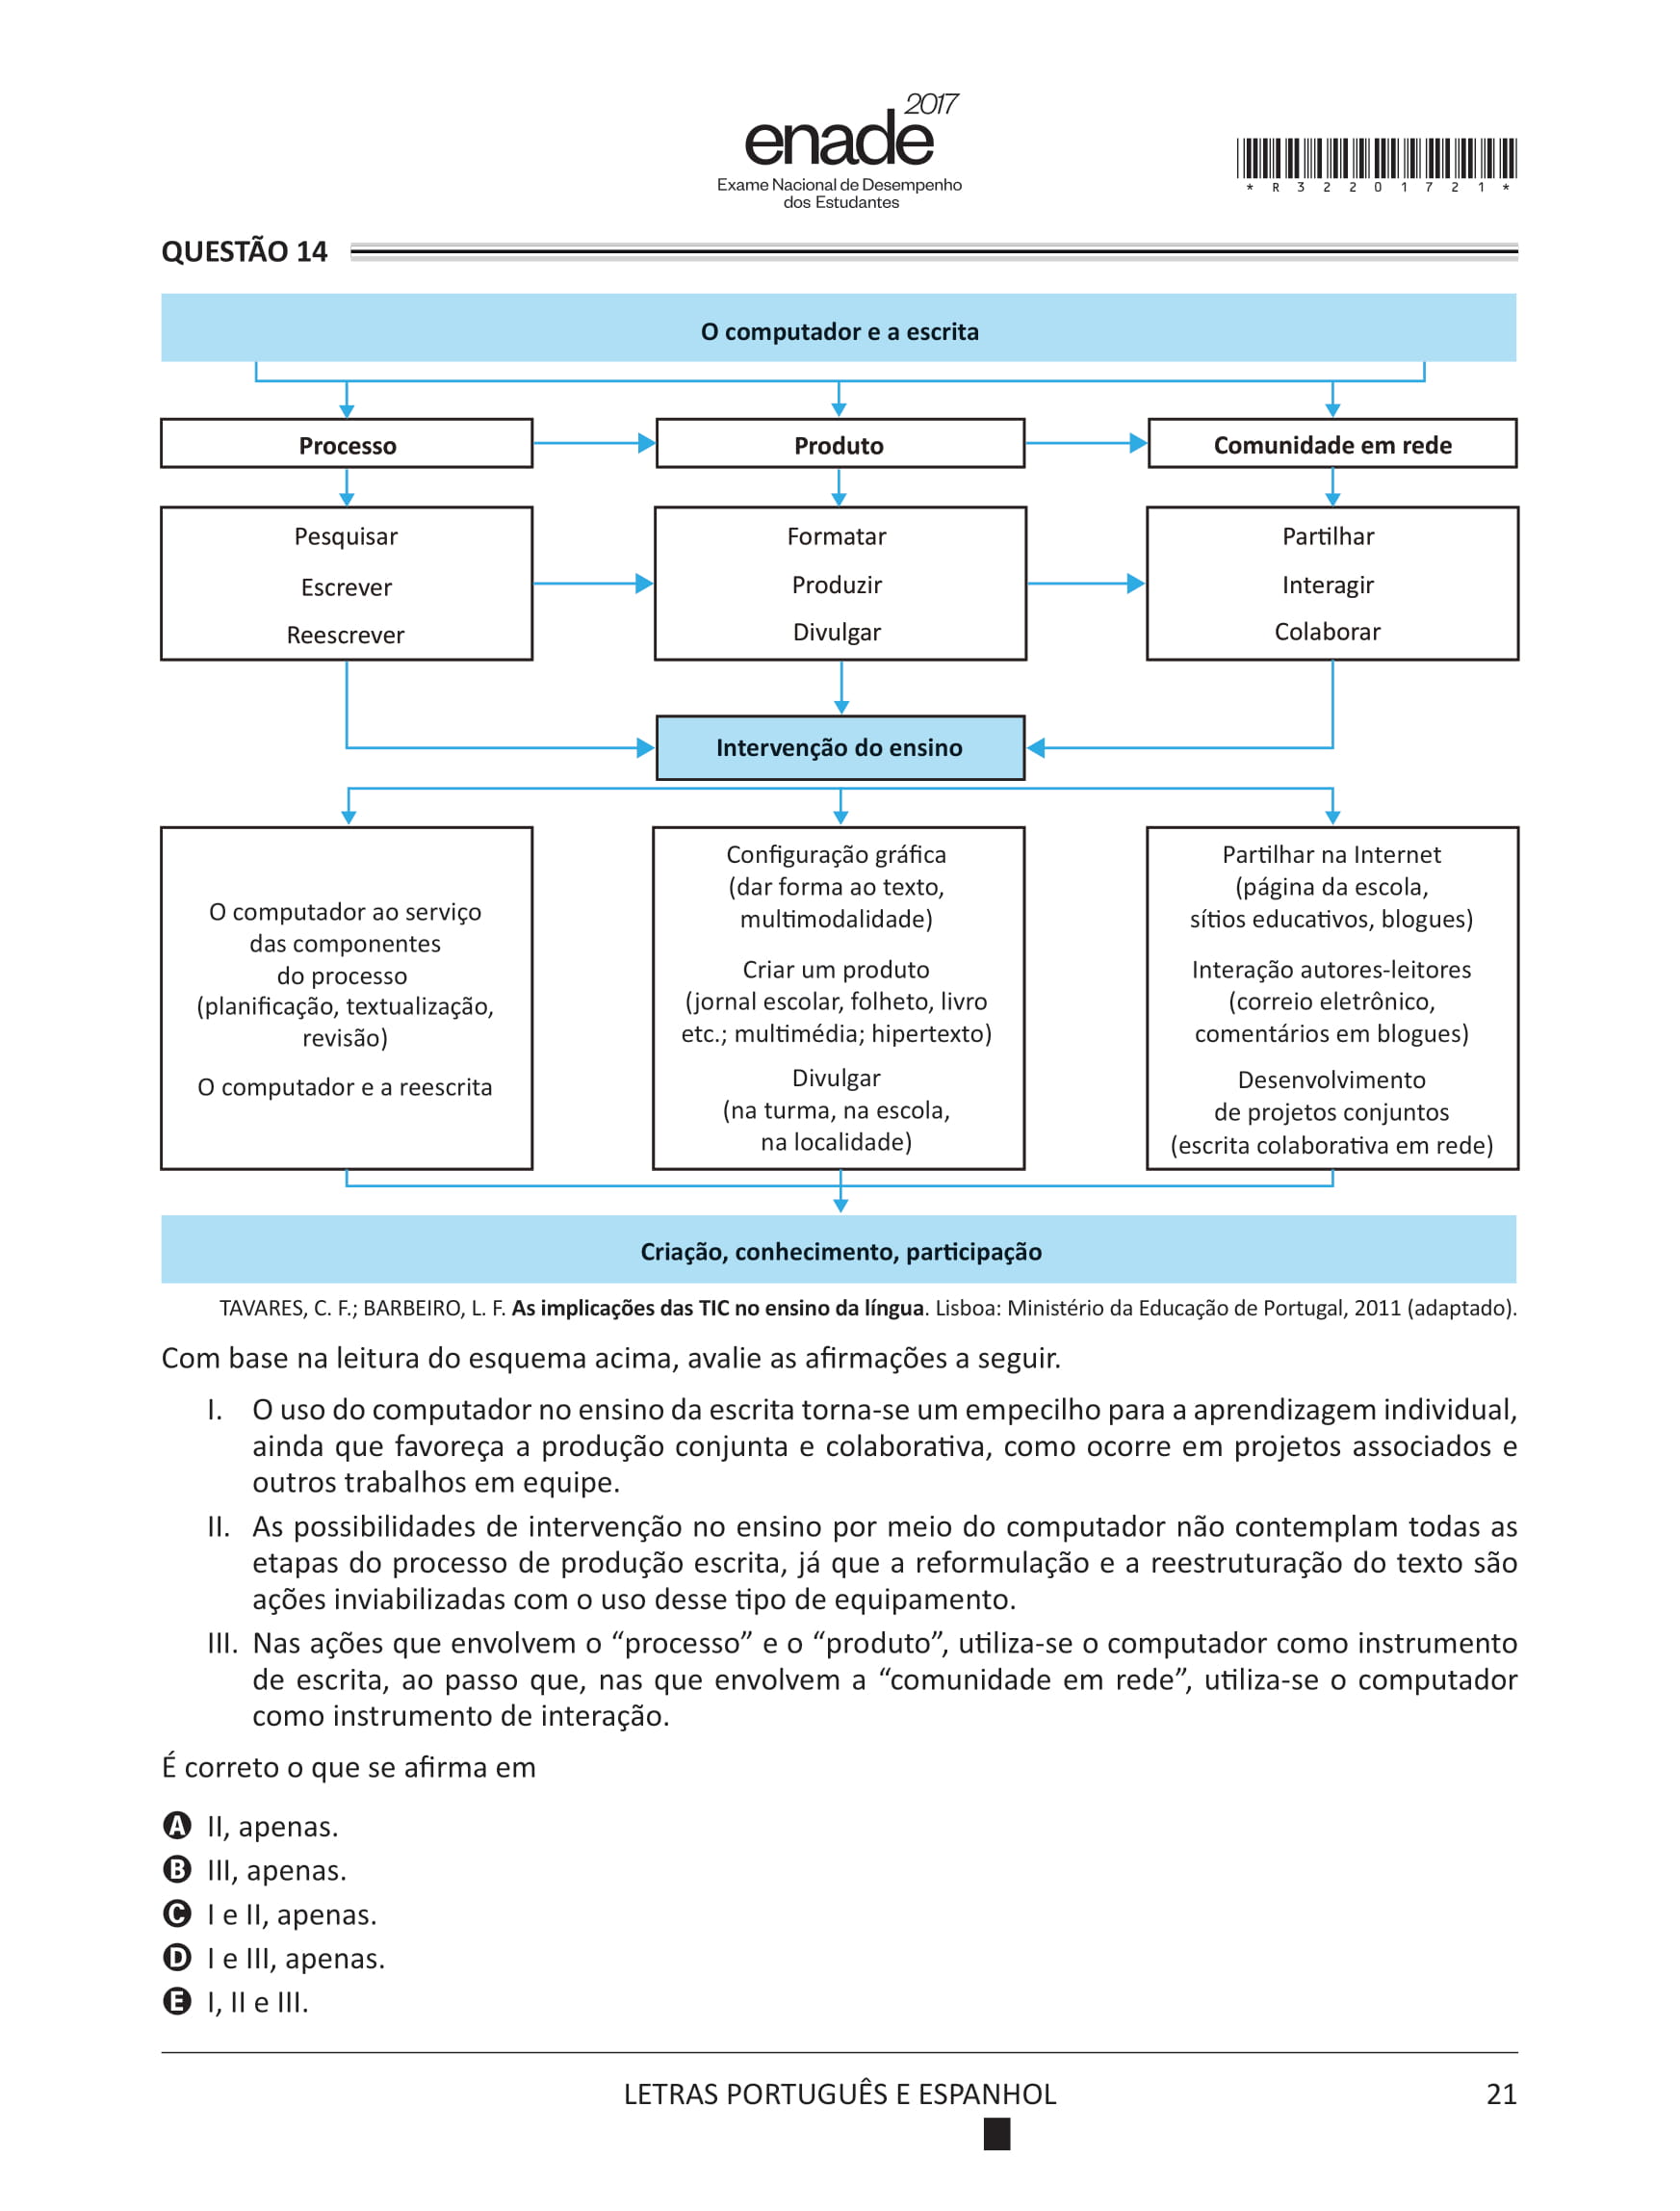 2017
enade
Exame Nacional de Desempenho
dos Estudantes
* R 3 2 2 0 1 7 2 1 *
QUESTÃO 14
O computador e a escrita
Processo
Produto
Comunidade em rede
Pesquisar
Escrever
Reescrever
Formatar
Produzir
Divulgar
Partilhar
Interagir
Colaborar
Intervenção do ensino
O computador ao serviço
das componentes
do processo
(planificação, textualização,
revisão)
O computador e a reescrita
Configuração gráfica
(dar forma ao texto,
multimodalidade)
Criar um produto
(jornal escolar, folheto, livro
etc.; multimédia; hipertexto)
Divulgar
(na turma, na escola,
na localidade)
Partilhar na Internet
(página da escola,
sítios educativos, blogues)
Interação autores-leitores
(correio eletrônico,
comentários em blogues)
Desenvolvimento
de projetos conjuntos
(escrita colaborativa em rede)
Criação, conhecimento, participação
TAVARES, C. F.; BARBEIRO, L. F. As implicações das TIC no ensino da língua. Lisboa: Ministério da Educação de Portugal, 2011 (adaptado).
Com base na leitura do esquema acima, avalie as afirmações a seguir.
I. O uso do computador no ensino da escrita torna-se um empecilho para a aprendizagem individual,
ainda que favoreça a produção conjunta e colaborativa, como ocorre em projetos associados e
outros trabalhos em equipe.
II. As possibilidades de intervenção no ensino por meio do computador não contemplam todas as
etapas do processo de produção escrita, já que a reformulação e a reestruturação do texto são
ações inviabilizadas com o uso desse tipo de equipamento.
III. Nas ações que envolvem o “processo” e o “produto”, utiliza-se o computador como instrumento
de escrita, ao passo que, nas que envolvem a “comunidade em rede”, utiliza-se o computador
como instrumento de interação.
É correto o que se afirma em
A II, apenas.
B III, apenas.
C I e II, apenas.
D I e III, apenas.
E I, II e III.
LETRAS PORTUGUÊS E ESPANHOL
21